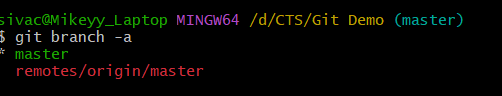 sivac@Mikeyy_Laptop MINGW64 /d/CTS/Git Demo (master)
$ git branch -a
* master
  remotes/origin/master